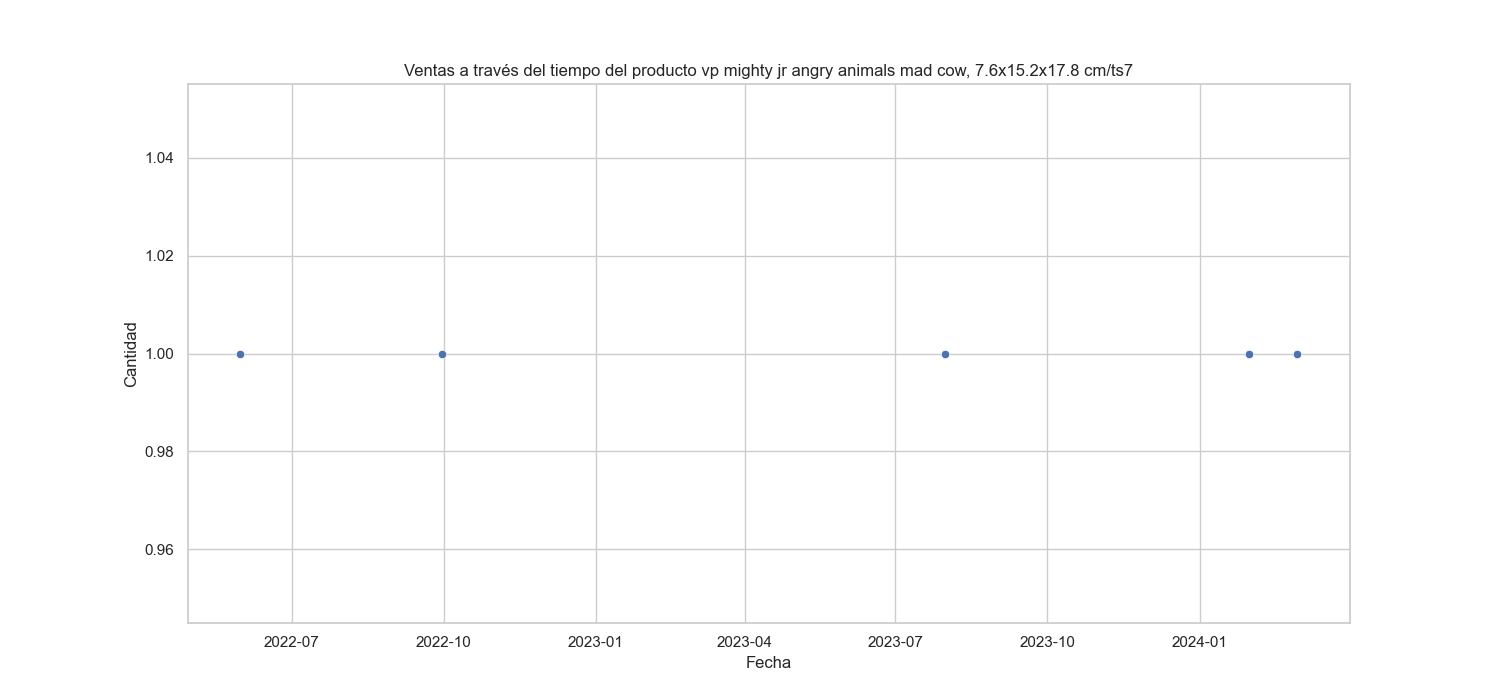 Ventas a través del tiempo del producto vp mighty jr angry animals mad cow, 7.6x15.2x17.8 cm/ts7
1.04
1.02
1.00
0.98
0.96
Cantidad
2022-07 2022-10 2023-01 2023-04 2023-07 2023-10 2024-01
Fecha